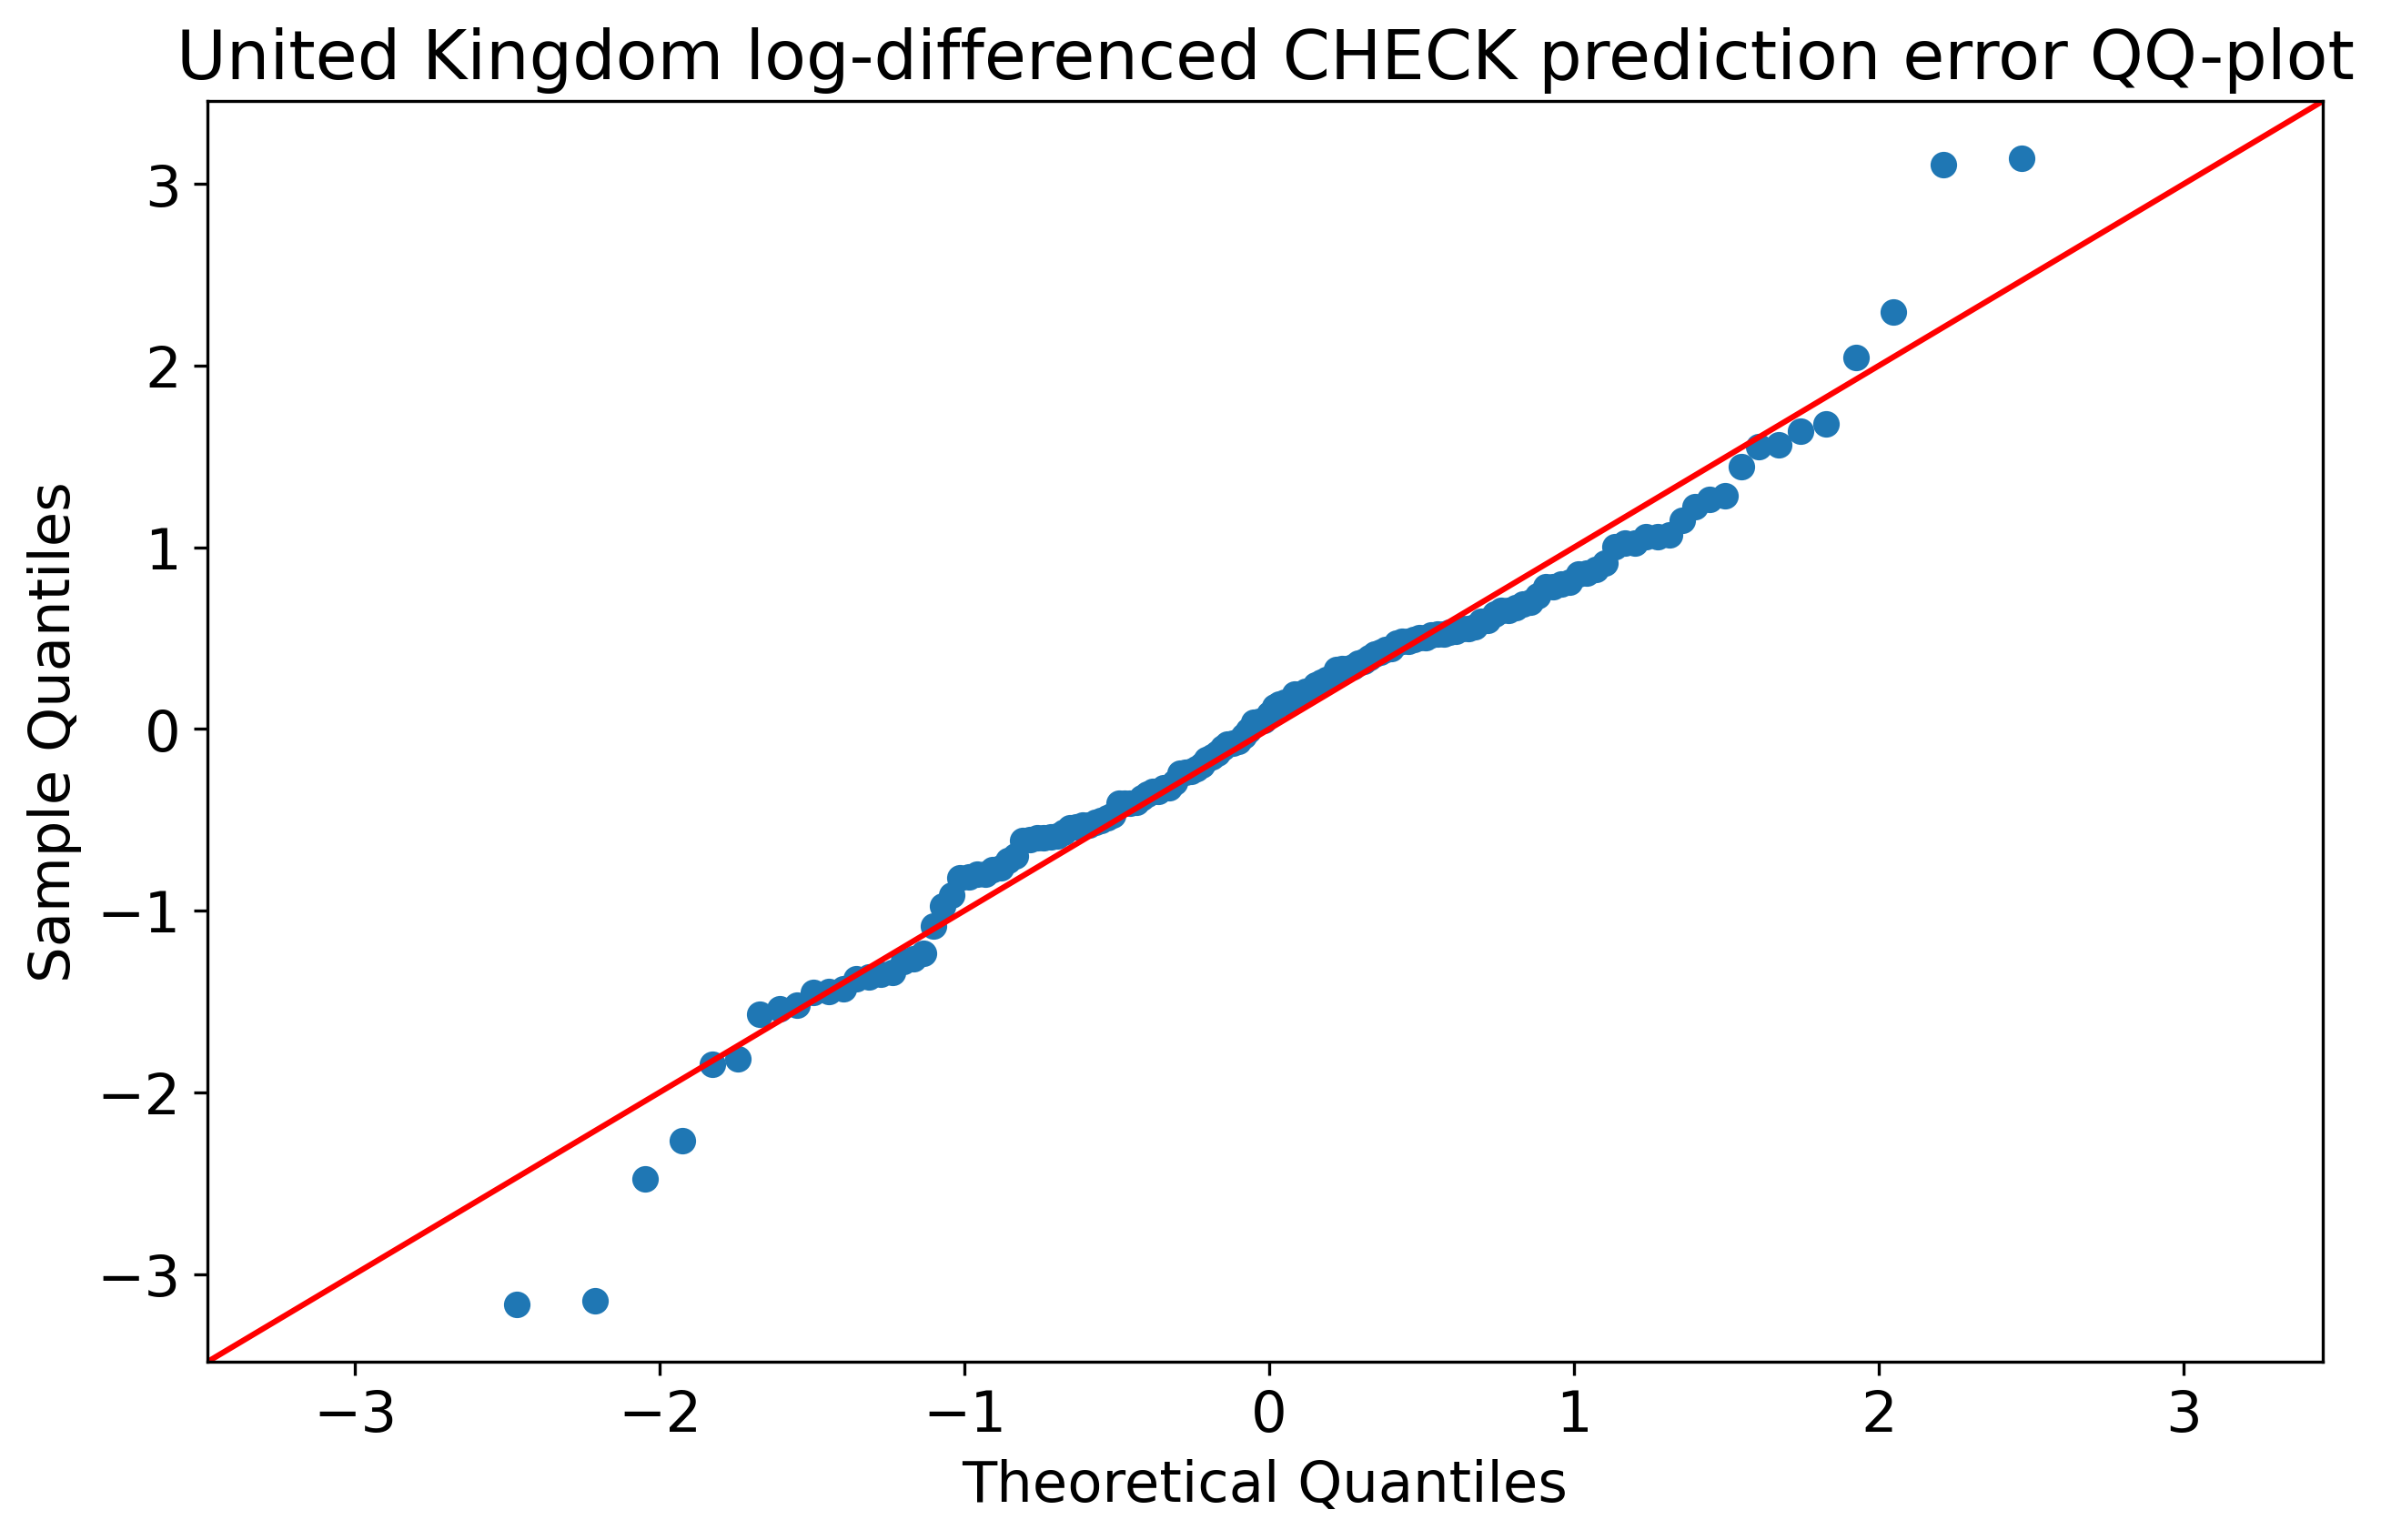 United Kingdom log-differenced CHECK prediction error QQ-plot
3
2
1
0
−1
−2
−3
Sample Quantiles
−3 −2 −1 0 1 2 3
Theoretical Quantiles